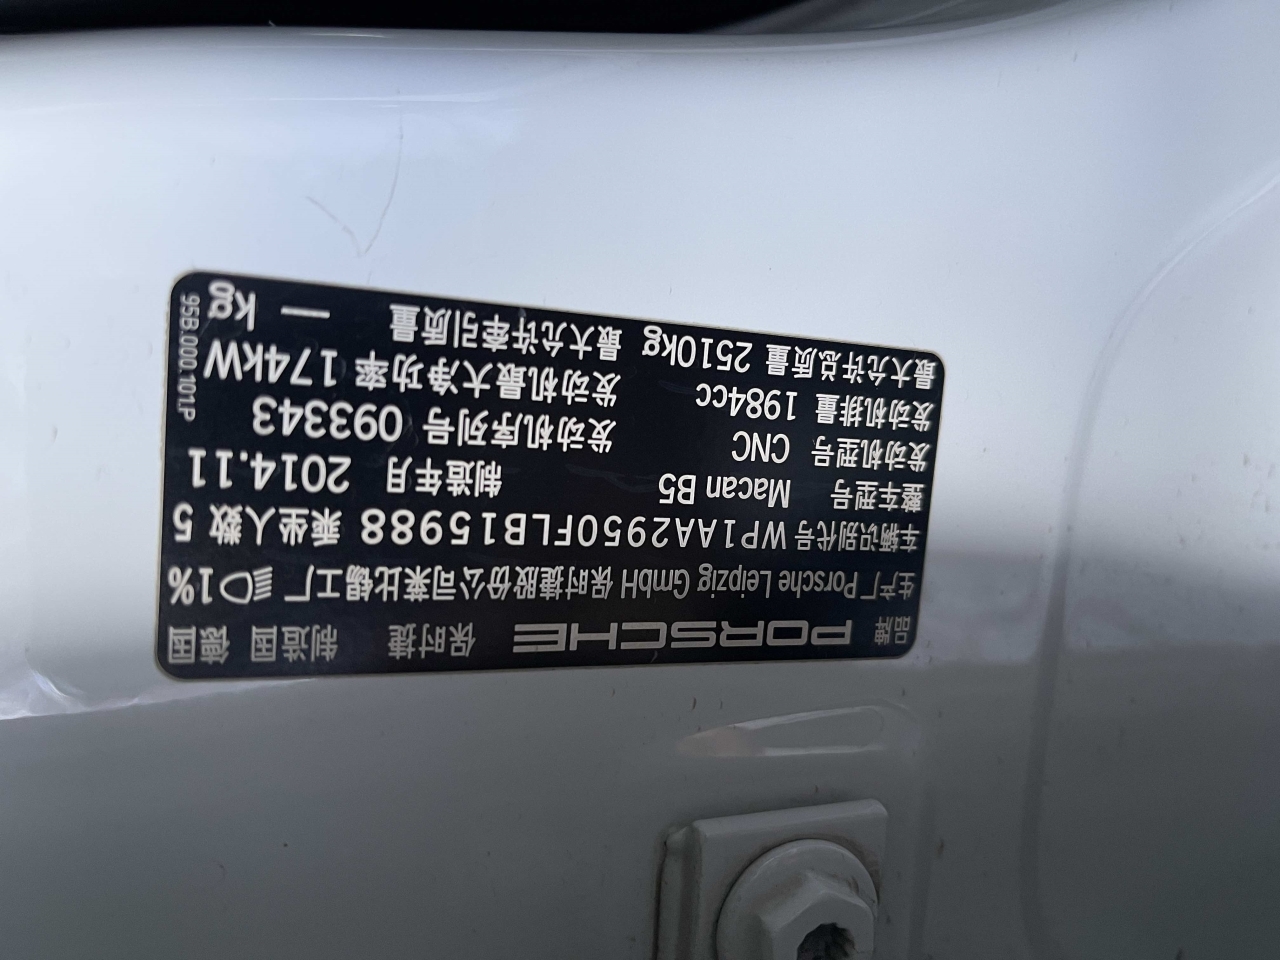 品牌 PORSCHE 保时捷 制造国 德国
生产厂 Porsche Leipzig GmbH 保时捷股份公司莱比锡工厂 1%
车辆识别代号 WP1AA2950FLB15988 乘坐人数 5
整车型号 Macan B5 制造年月 2014.11
发动机型号 CNC 发动机序列号 093343
发动机排量 1984cc 发动机最大净功率 174kW
最大允许总质量 2510kg 最大允许牵引质量 — kg
95B.000.101LP